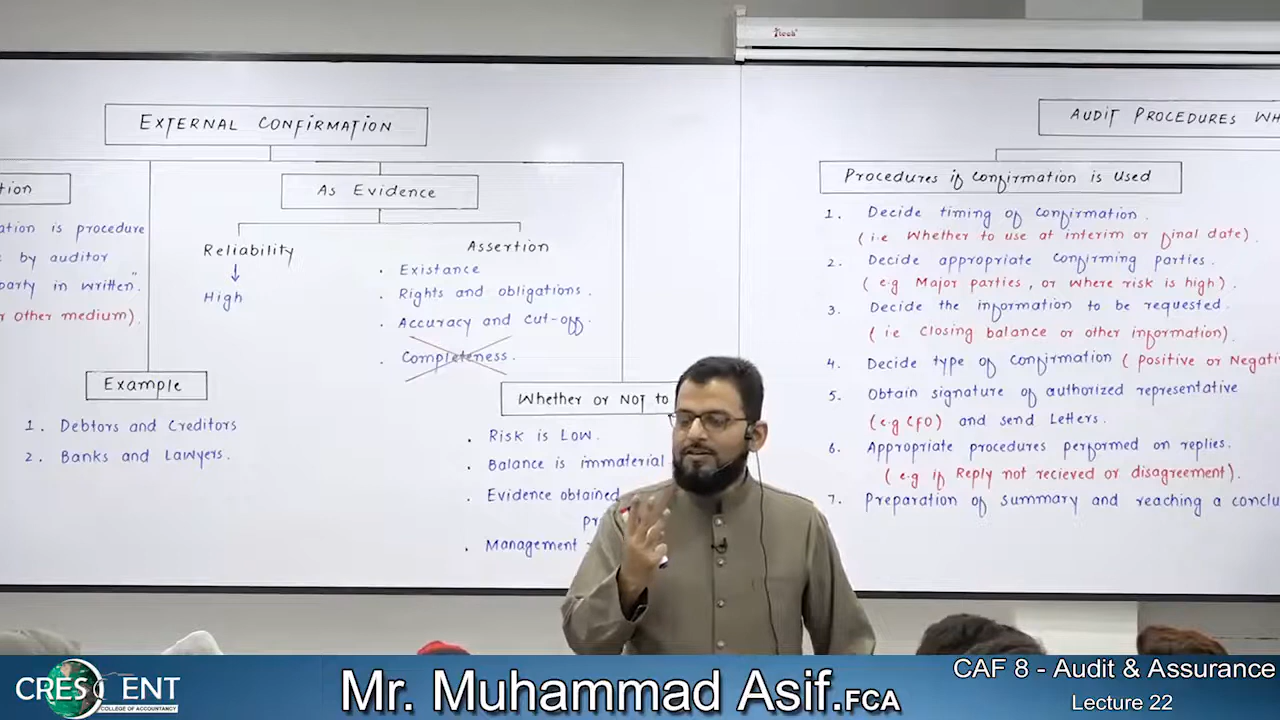 itech
EXTERNAL CONFIRMATION
tion
ation is procedure
by auditor
party in written".
or other medium).
As Evidence
Reliability
↓
High
Assertion
. Existance
. Rights and obligations.
. Accuracy and Cut-off.
. Completeness.
Example
1. Debtors and Creditors
2. Banks and Lawyers.
Whether or Not to
. Risk is Low.
. Balance is immaterial
. Evidence obtained
. Management
AUDIT PROCEDURES WH
Procedures if confirmation is used
1. Decide timing of confirmation.
(i.e Whether to use at interim or final date).
2. Decide appropriate confirming parties.
(e.g Major parties, or where risk is high).
3. Decide the information to be requested.
(ie closing balance or other information).
4. Decide type of confirmation (positive or Negati
5. Obtain signature of authorized representative
(e.g CFO) and send Letters.
6. Appropriate procedures performed on replies.
(e.g if Reply not recieved or disagreement).
7. Preparation of summary and reaching a conclu
CRESCENT
COLLEGE OF ACCOUNTANCY
Mr. Muhammad Asif.FCA
CAF 8 - Audit & Assurance
Lecture 22